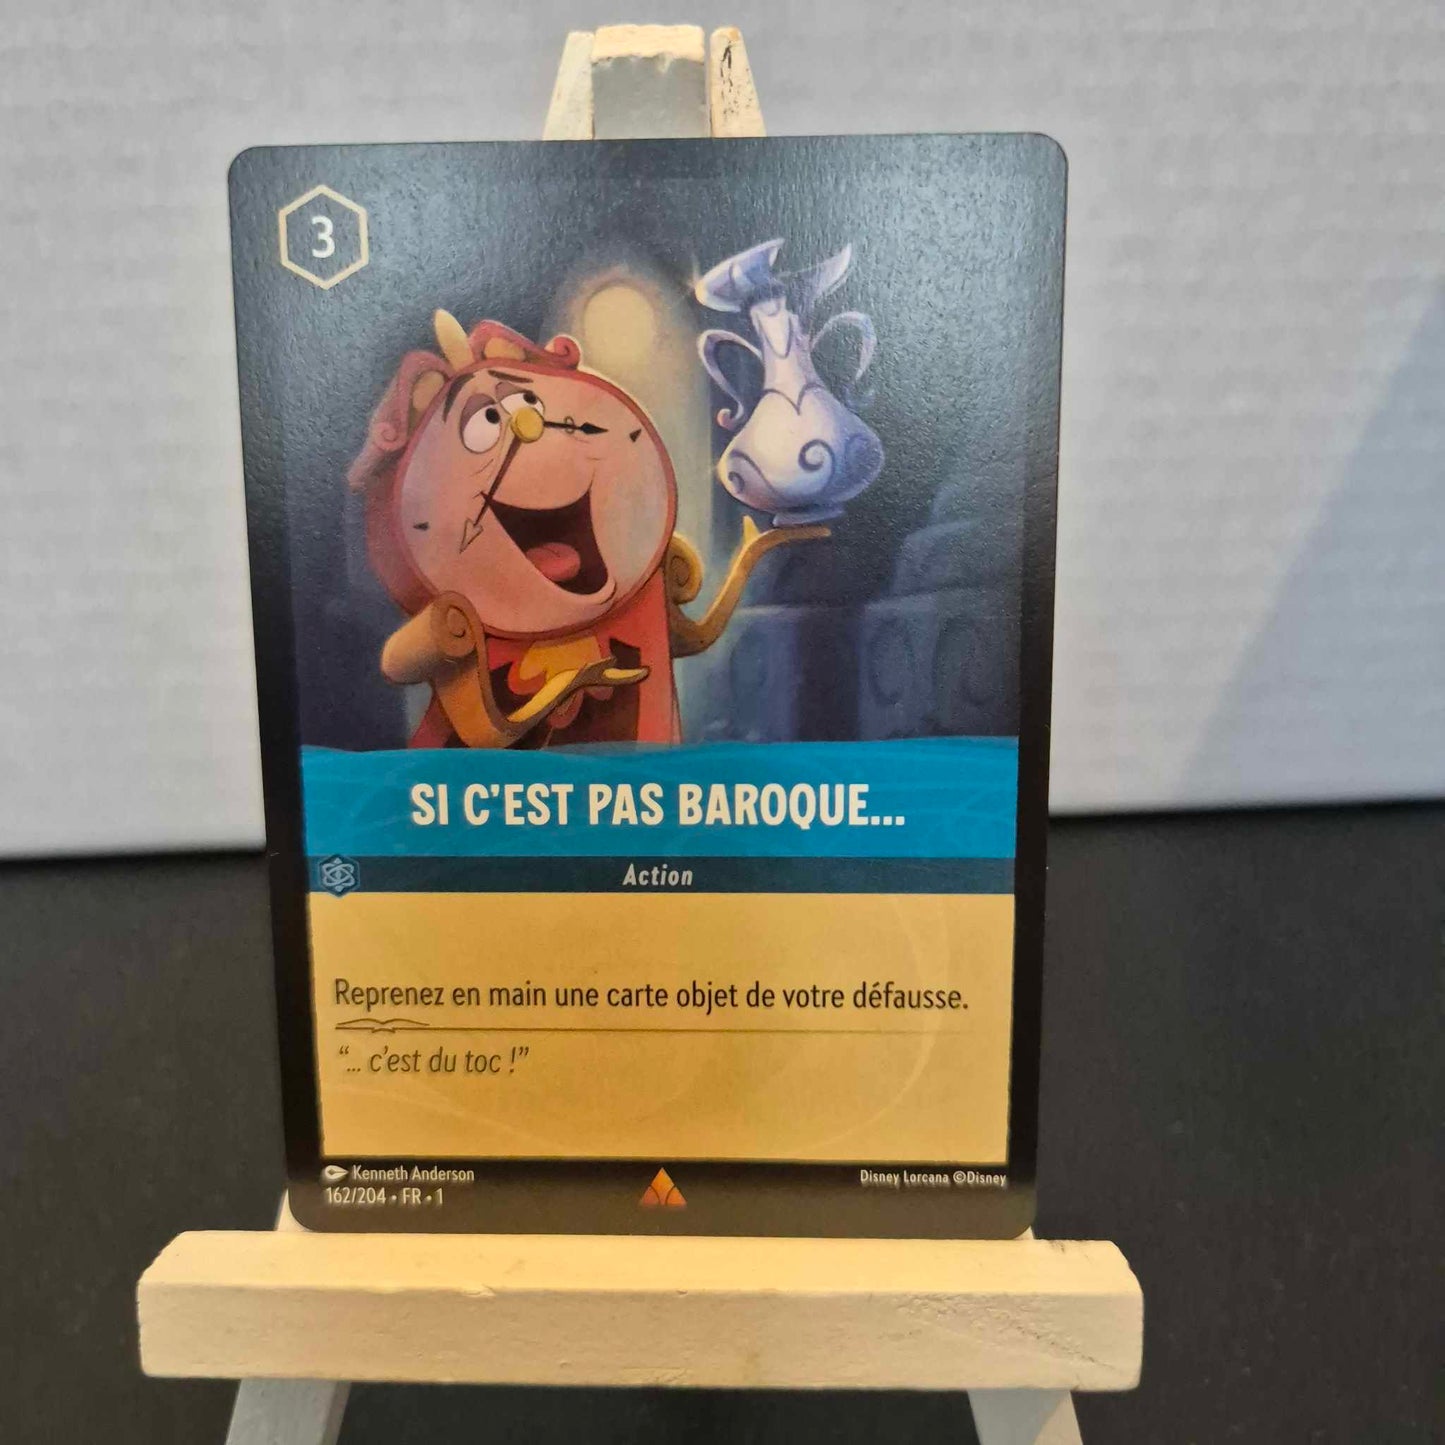 3
SI C'EST PAS BAROQUE...
Action
Reprenez en main une carte objet de votre défausse.
“... c'est du toc !”
Kenneth Anderson
162/204 • FR • 1
Disney Lorcana ©Disney